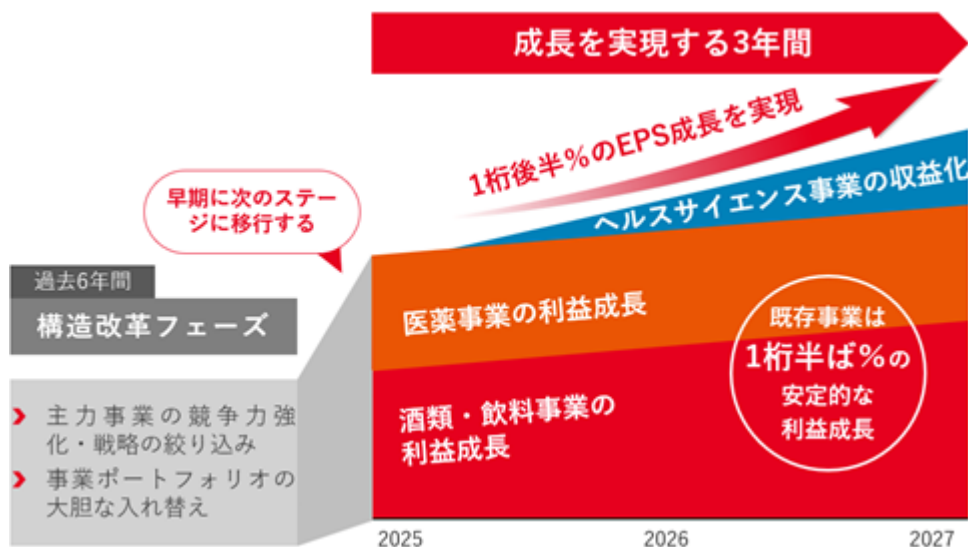 成長を実現する3年間
1桁後半%のEPS成長を実現
ヘルスサイエンス事業の収益化
早期に次のステー
ジに移行する
過去6年間
構造改革フェーズ
医薬事業の利益成長
既存事業は
1桁半ば%の
安定的な
利益成長
酒類・飲料事業の
利益成長
主力事業の競争力強
化・戦略の絞り込み
事業ポートフォリオの
大胆な入れ替え
2025
2026
2027